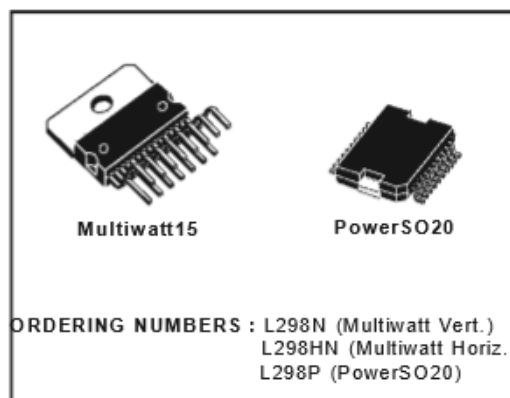 Multiwatt15
PowerSO20
ORDERING NUMBERS : L298N (Multiwatt Vert.)
L298HN (Multiwatt Horiz.
L298P (PowerSO20)